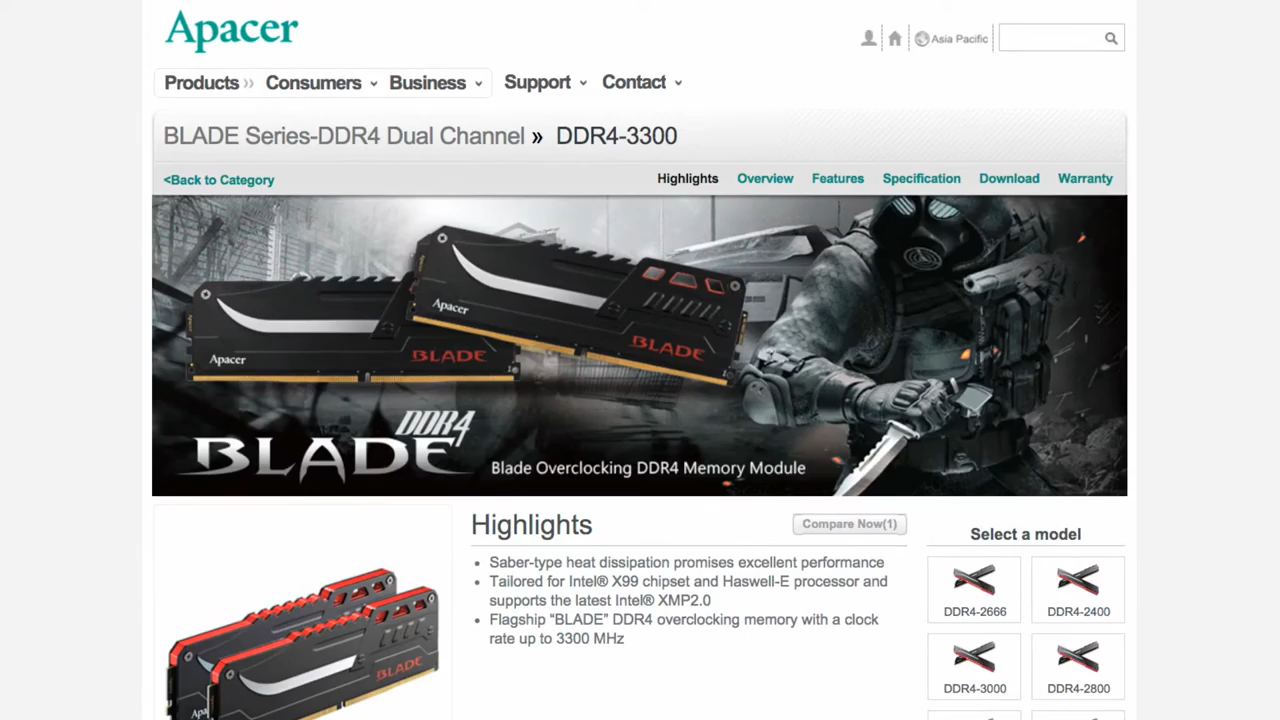 Apacer
Asia Pacific
Products »
Consumers
Business
Support
Contact
BLADE Series-DDR4 Dual Channel » DDR4-3300
<Back to Category
Highlights
Overview
Features
Specification
Download
Warranty
Apacer
BLADE
Apacer
BLADE
DDR4
BLADE
Blade Overclocking DDR4 Memory Module
Highlights
Compare Now(1)
• Saber-type heat dissipation promises excellent performance
• Tailored for Intel® X99 chipset and Haswell-E processor and
supports the latest Intel® XMP2.0
• Flagship “BLADE” DDR4 overclocking memory with a clock
rate up to 3300 MHz
Select a model
DDR4-2666
DDR4-2400
DDR4-3000
DDR4-2800
BLADE
Apacer